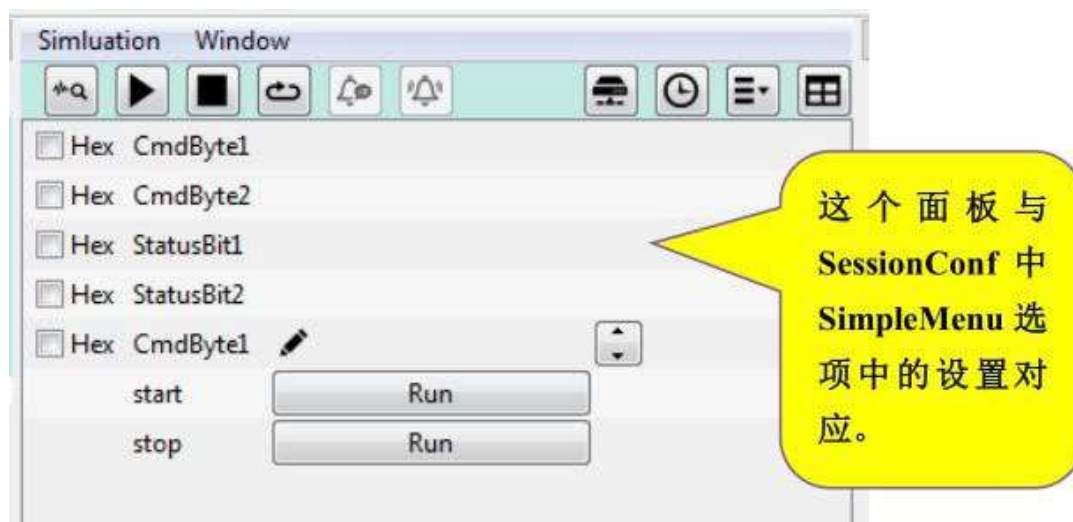 Simluation Window
Hex CmdByte1
Hex CmdByte2
Hex StatusBit1
Hex StatusBit2
Hex CmdByte1
start Run
stop Run
这个面板与
SessionConf 中
SimpleMenu 选
项中的设置对
应。